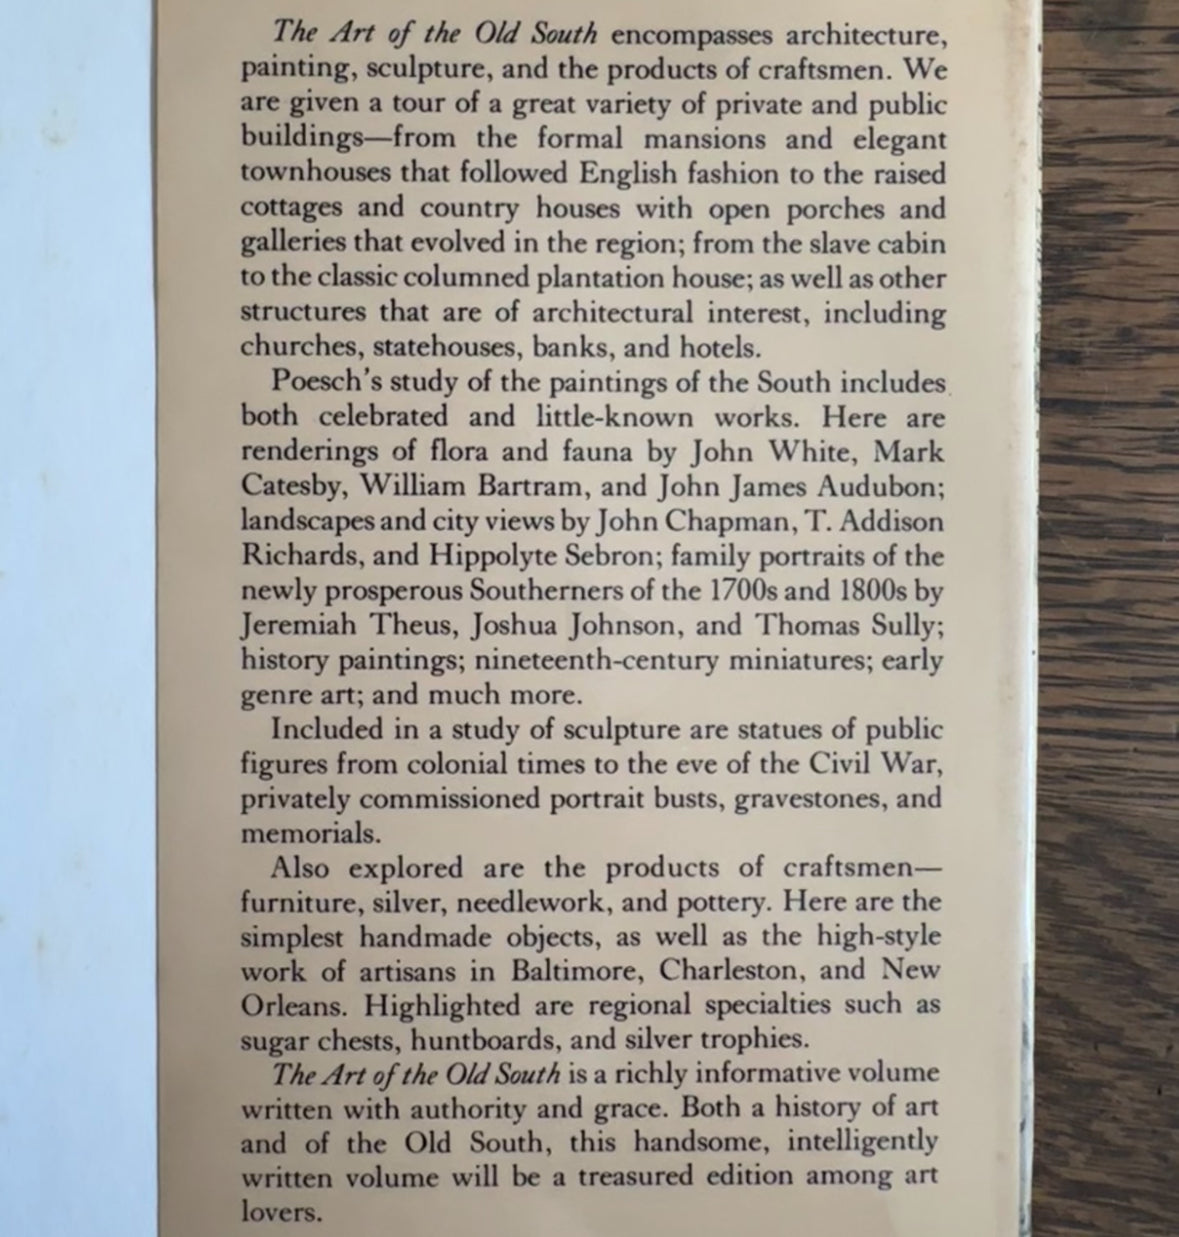 The Art of the Old South encompasses architecture,
painting, sculpture, and the products of craftsmen. We
are given a tour of a great variety of private and public
buildings—from the formal mansions and elegant
townhouses that followed English fashion to the raised
cottages and country houses with open porches and
galleries that evolved in the region; from the slave cabin
to the classic columned plantation house; as well as other
structures that are of architectural interest, including
churches, statehouses, banks, and hotels.
Poesch's study of the paintings of the South includes
both celebrated and little-known works. Here are
renderings of flora and fauna by John White, Mark
Catesby, William Bartram, and John James Audubon;
landscapes and city views by John Chapman, T. Addison
Richards, and Hippolyte Sebron; family portraits of the
newly prosperous Southerners of the 1700s and 1800s by
Jeremiah Theus, Joshua Johnson, and Thomas Sully;
history paintings; nineteenth-century miniatures; early
genre art; and much more.
Included in a study of sculpture are statues of public
figures from colonial times to the eve of the Civil War,
privately commissioned portrait busts, gravestones, and
memorials.
Also explored are the products of craftsmen—
furniture, silver, needlework, and pottery. Here are the
simplest handmade objects, as well as the high-style
work of artisans in Baltimore, Charleston, and New
Orleans. Highlighted are regional specialties such as
sugar chests, huntboards, and silver trophies.
The Art of the Old South is a richly informative volume
written with authority and grace. Both a history of art
and of the Old South, this handsome, intelligently
written volume will be a treasured edition among art
lovers.